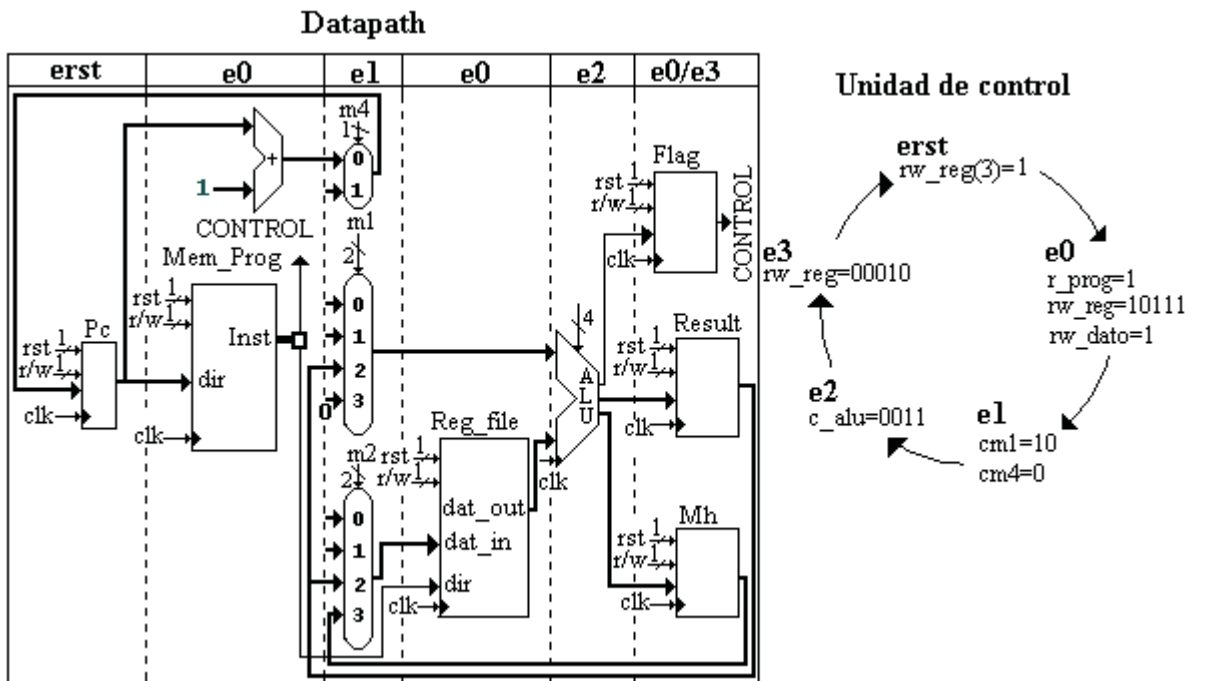 Datapath
erst e0 e1 e0 e2 e0/e3
m4
1
0
1
+
1
CONTROL
Mem_Prog
rst 1
r/w 1
Inst
dir
clk
Pc
rst 1
r/w 1
clk
m1
2
0
1
2
3
0
m2
2
0
1
2
3
Reg_file
rst 1
r/w 1
dat_out
dat_in
dir
clk
4
ALU
clk
Flag
rst 1
r/w 1
clk
CONTROL
Result
rst 1
r/w 1
clk
Mh
rst 1
r/w 1
clk
Unidad de control
erst
rw_reg(3)=1
e0
r_prog=1
rw_reg=10111
rw_dato=1
e1
cm1=10
cm4=0
e2
c_alu=0011
e3
rw_reg=00010